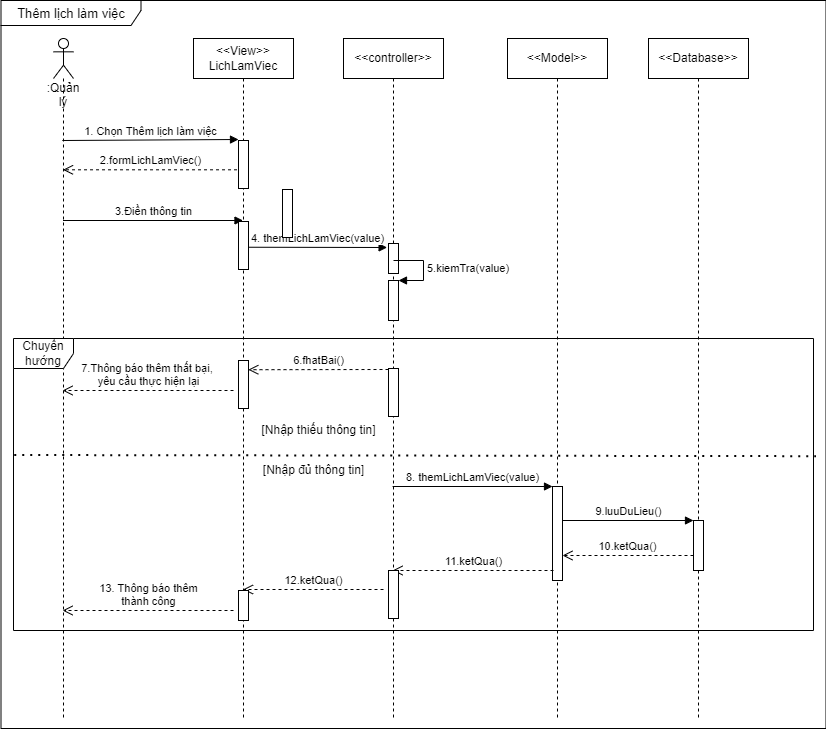 Thêm lịch làm việc
<<View>>
LichLamViec
<<controller>>
<<Model>>
<<Database>>
:Quản
lý
1. Chọn Thêm lịch làm việc
2.formLichLamViec()
3.Điền thông tin
4. themLichLamViec(value)
5.kiemTra(value)
Chuyển
hướng
6.fhatBai()
7.Thông báo thêm thất bại,
yêu cầu thực hiện lại
[Nhập thiếu thông tin]
[Nhập đủ thông tin]
8. themLichLamViec(value)
9.luuDuLieu()
10.ketQua()
11.ketQua()
12.ketQua()
13. Thông báo thêm
thành công